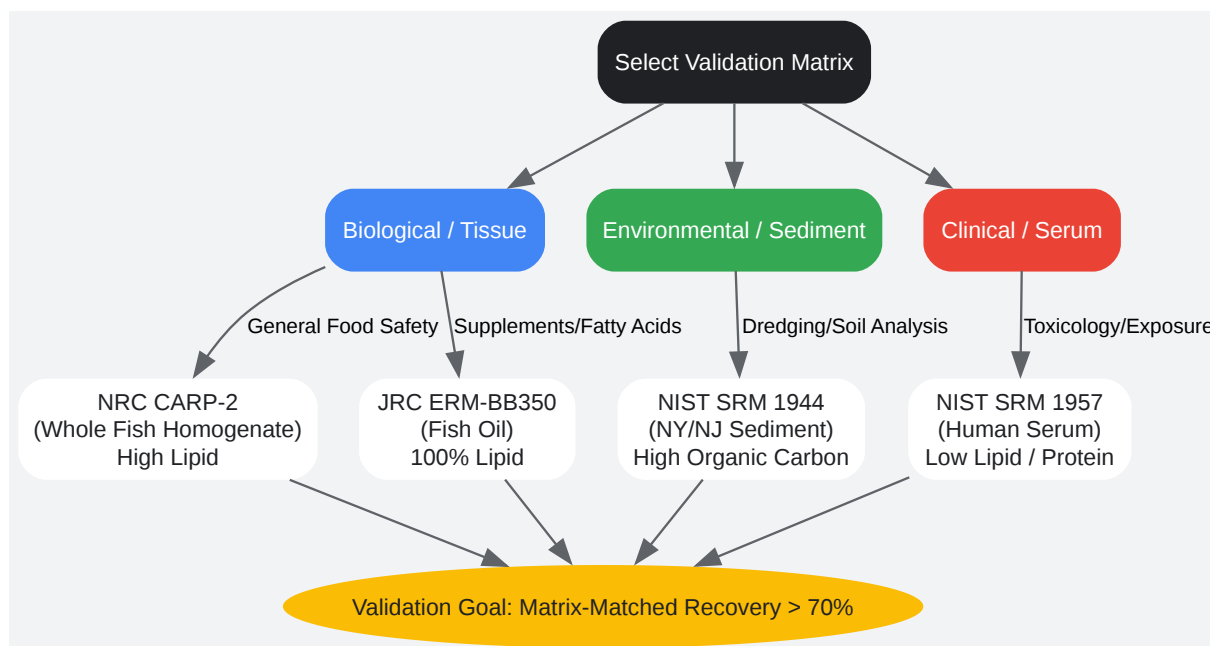 Select Validation Matrix
Biological / Tissue
Environmental / Sediment
Clinical / Serum
General Food Safety
Supplements/Fatty Acids
Dredging/Soil Analysis
Toxicology/Exposure
NRC CARP-2
(Whole Fish Homogenate)
High Lipid
JRC ERM-BB350
(Fish Oil)
100% Lipid
NIST SRM 1944
(NY/NJ Sediment)
High Organic Carbon
NIST SRM 1957
(Human Serum)
Low Lipid / Protein
Validation Goal: Matrix-Matched Recovery > 70%